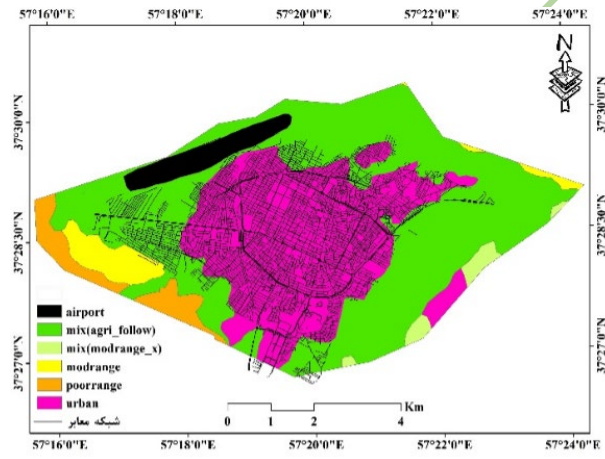 57°16'0"E 57°18'0"E 57°20'0"E 57°22'0"E 57°24'0"E
N
37°30'0"N 37°30'0"N
37°28'30"N 37°28'30"N
37°27'0"N 37°27'0"N
airport
mix(agri_follow)
mix(modrange_x)
modrange
poorrange
urban
شبکه معابر
Km
0 1 2 4
57°16'0"E 57°18'0"E 57°20'0"E 57°22'0"E 57°24'0"E